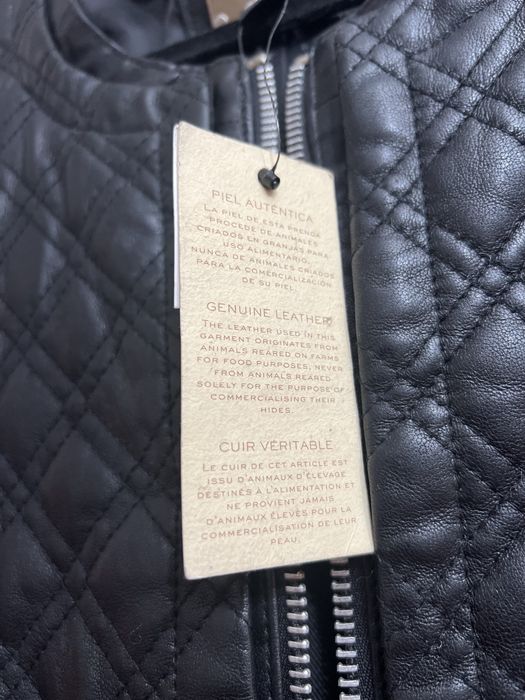 PIEL AUTÉNTICA
LA PIEL DE ESTA PRENDA
PROCEDE DE ANIMALES
CRIADOS EN GRANJAS PARA
USO ALIMENTARIO,
NUNCA DE ANIMALES CRIADOS
PARA LA COMERCIALIZACIÓN
DE SU PIEL.
GENUINE LEATHER
THE LEATHER USED IN THIS
GARMENT ORIGINATES FROM
ANIMALS REARED ON FARMS
FOR FOOD PURPOSES, NEVER
FROM ANIMALS REARED
SOLELY FOR THE PURPOSE OF
COMMERCIALISING THEIR
HIDES.
CUIR VÉRITABLE
LE CUIR DE CET ARTICLE EST
ISSU D'ANIMAUX D'ÉLEVAGE
DESTINÉS À L'ALIMENTATION ET
NE PROVIENT JAMAIS
D'ANIMAUX ÉLEVÉS POUR LA
COMMERCIALISATION DE LEUR
PEAU.